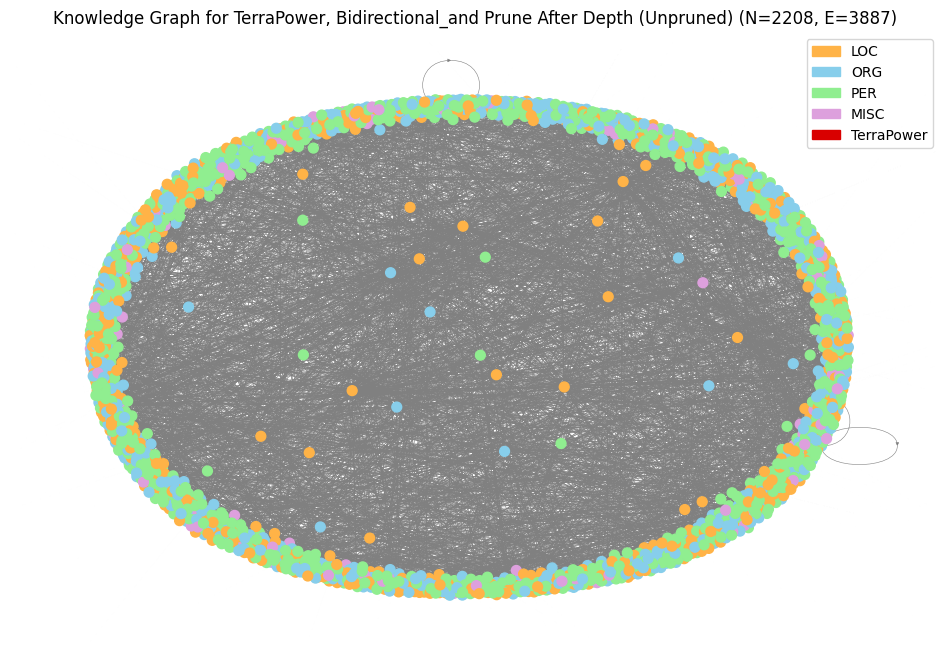 Knowledge Graph for TerraPower, Bidirectional_and Prune After Depth (Unpruned) (N=2208, E=3887)
LOC
ORG
PER
MISC
TerraPower